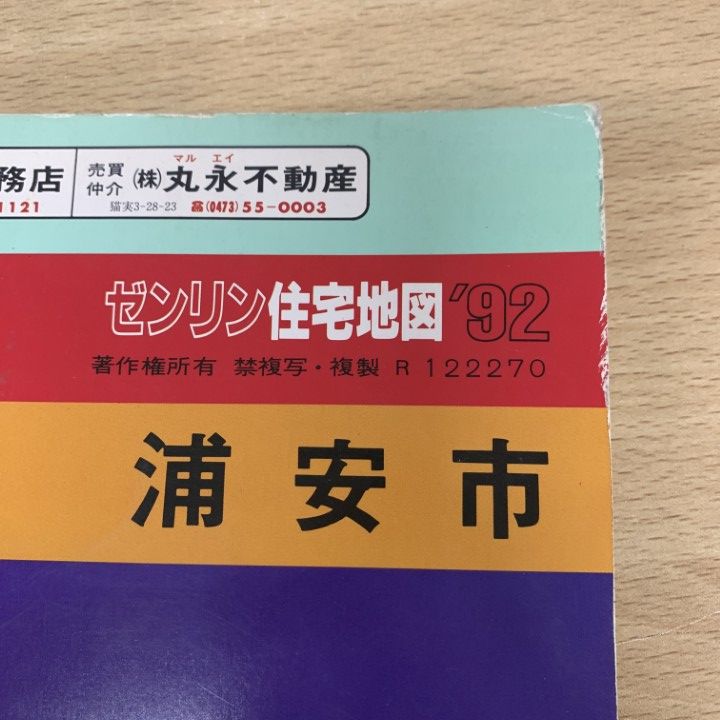 務店
1121
売買
仲介
マル エイ
(株)丸永不動産
猫実3-28-23 ☎(0473)55-0003
ゼンリン住宅地図'92
著作権所有 禁複写・複製 R 122270
浦安市